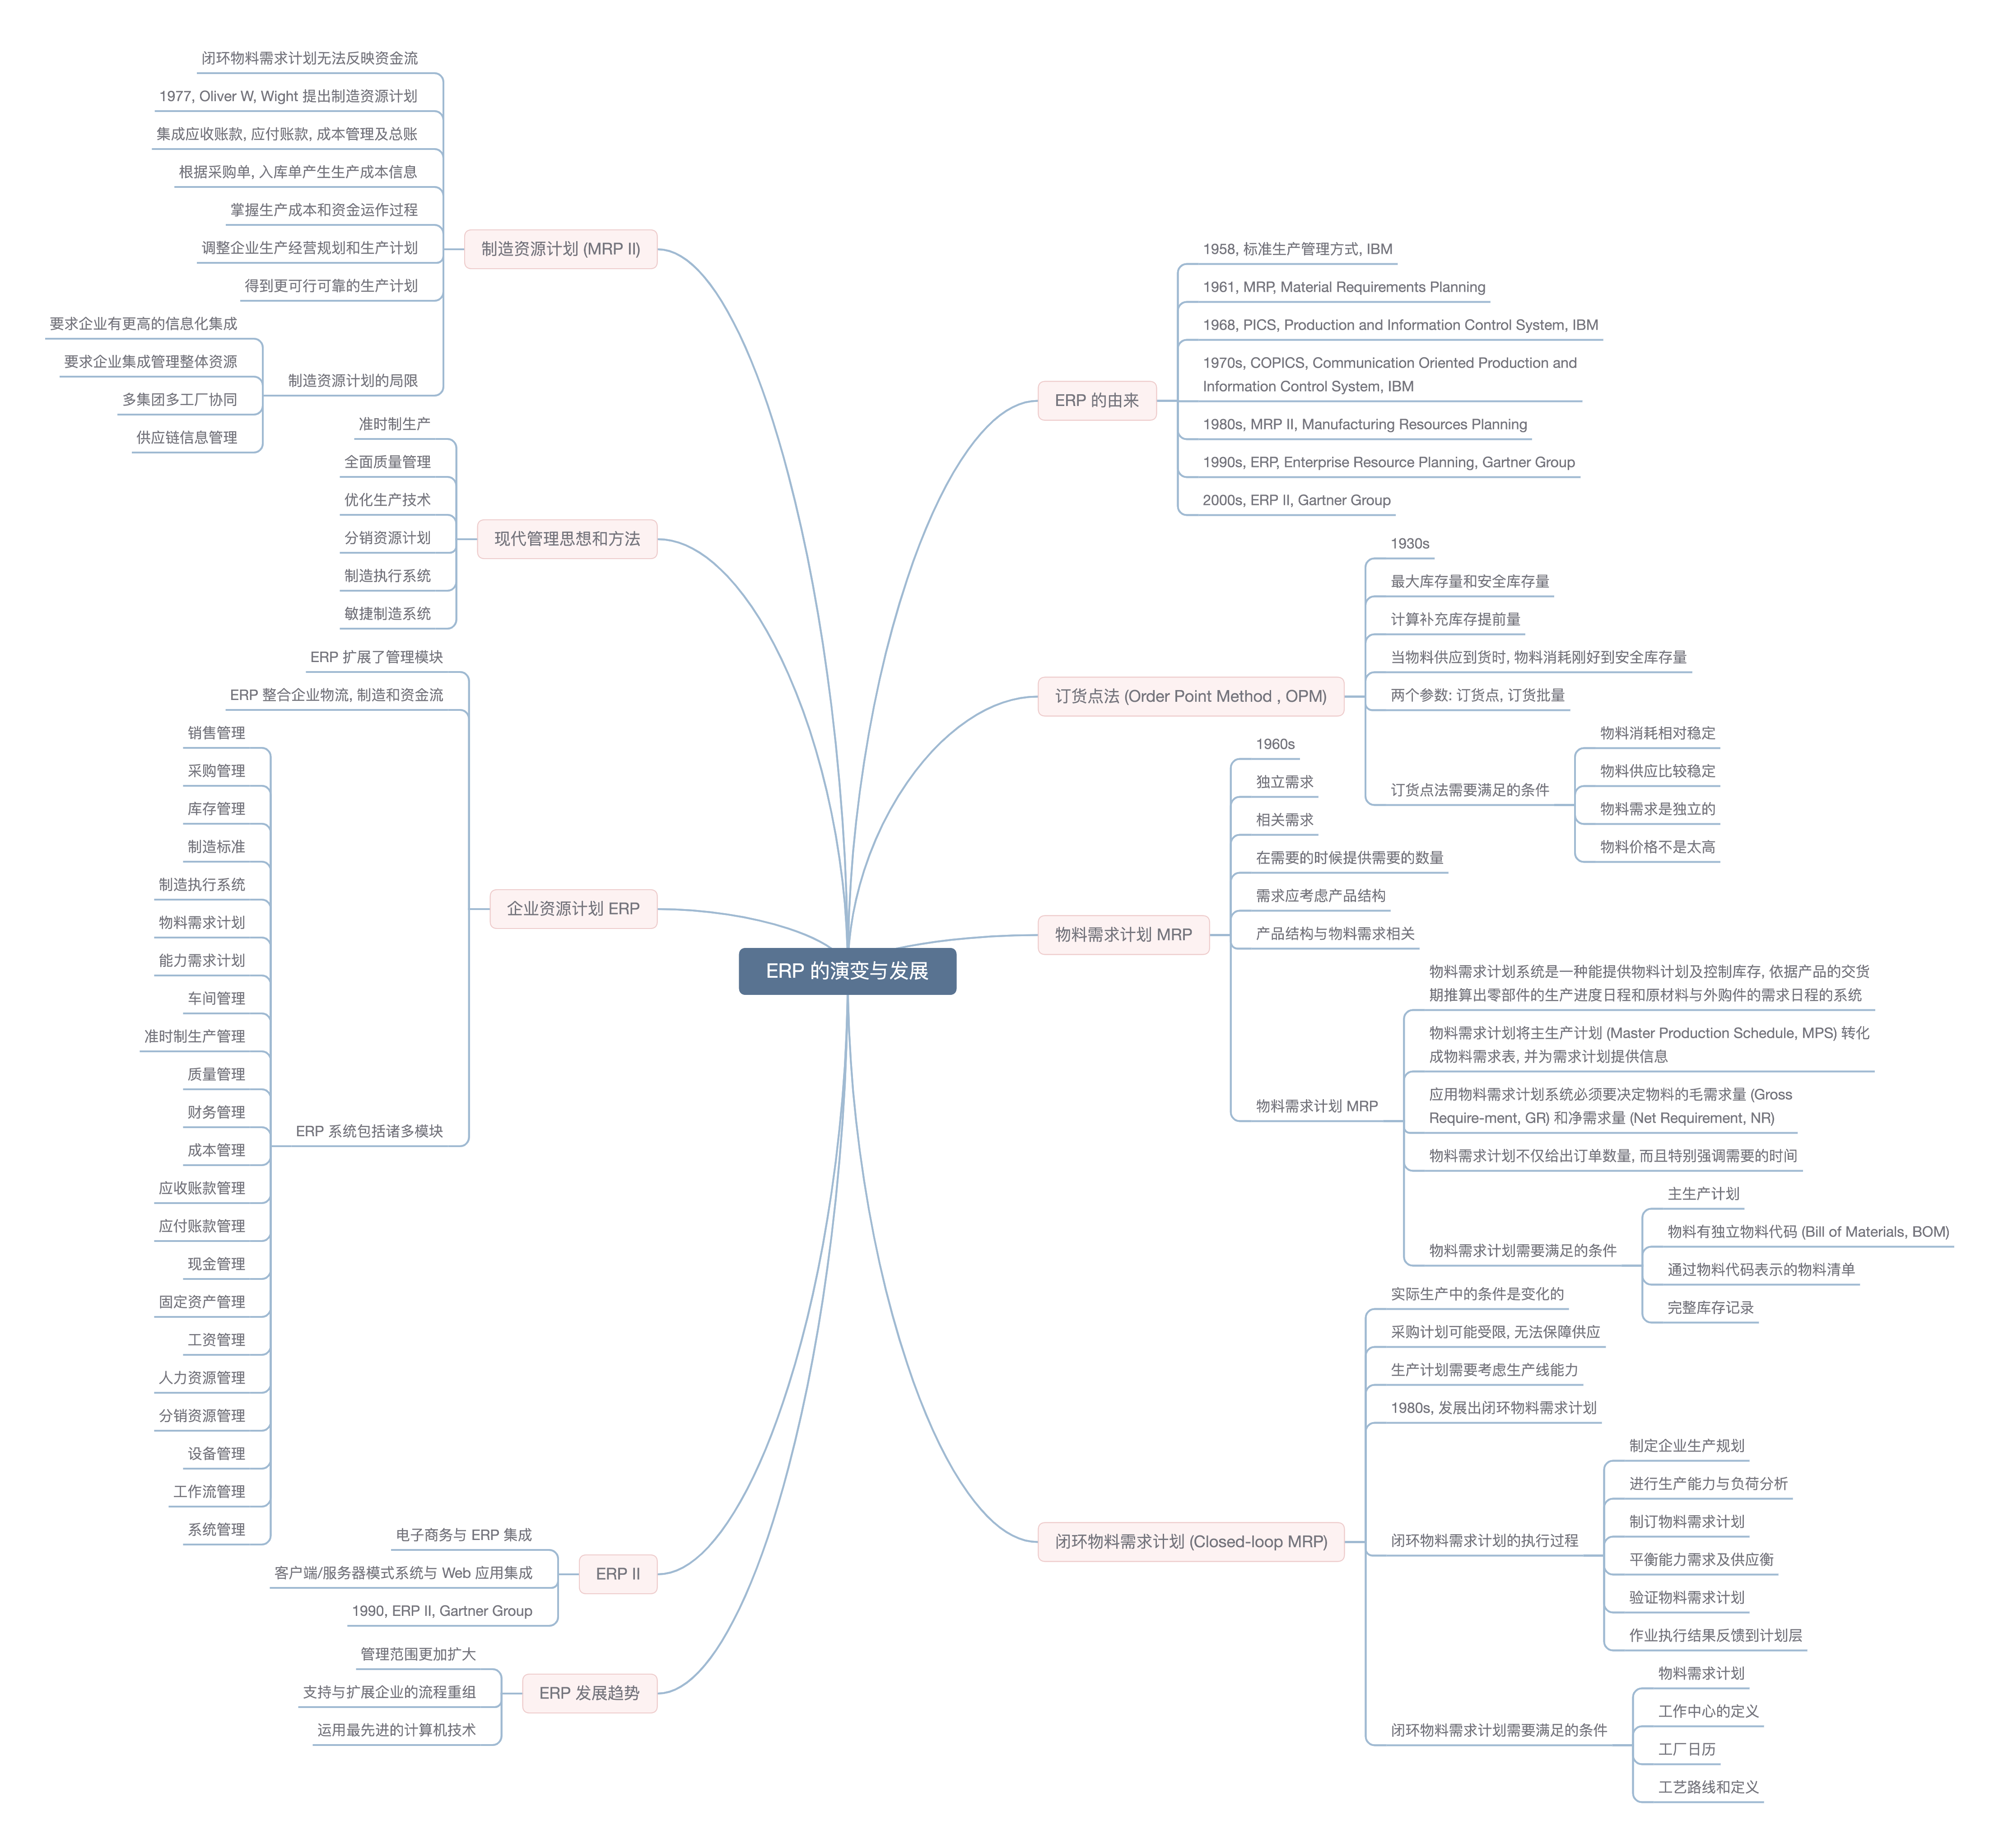 ERP 的演变与发展
ERP 的由来
1958, 标准生产管理方式, IBM
1961, MRP, Material Requirements Planning
1968, PICS, Production and Information Control System, IBM
1970s, COPICS, Communication Oriented Production and
Information Control System, IBM
1980s, MRP II, Manufacturing Resources Planning
1990s, ERP, Enterprise Resource Planning, Gartner Group
2000s, ERP II, Gartner Group
订货点法 (Order Point Method , OPM)
1930s
最大库存量和安全库存量
计算补充库存提前量
当物料供应到货时, 物料消耗刚好到安全库存量
两个参数: 订货点, 订货批量
订货点法需要满足的条件
物料消耗相对稳定
物料供应比较稳定
物料需求是独立的
物料价格不是太高
物料需求计划 MRP
1960s
独立需求
相关需求
在需要的时候提供需要的数量
需求应考虑产品结构
产品结构与物料需求相关
物料需求计划 MRP
物料需求计划系统是一种能提供物料计划及控制库存, 依据产品的交货
期推算出零部件的生产进度日程和原材料与外购件的需求日程的系统
物料需求计划将主生产计划 (Master Production Schedule, MPS) 转化
成物料需求表, 并为需求计划提供信息
应用物料需求计划系统必须要决定物料的毛需求量 (Gross
Require-ment, GR) 和净需求量 (Net Requirement, NR)
物料需求计划不仅给出订单数量, 而且特别强调需要的时间
物料需求计划需要满足的条件
主生产计划
物料有独立物料代码 (Bill of Materials, BOM)
通过物料代码表示的物料清单
完整库存记录
闭环物料需求计划 (Closed-loop MRP)
实际生产中的条件是变化的
采购计划可能受限, 无法保障供应
生产计划需要考虑生产线能力
1980s, 发展出闭环物料需求计划
闭环物料需求计划的执行过程
制定企业生产规划
进行生产能力与负荷分析
制订物料需求计划
平衡能力需求及供应衡
验证物料需求计划
作业执行结果反馈到计划层
闭环物料需求计划需要满足的条件
物料需求计划
工作中心的定义
工厂日历
工艺路线和定义
制造资源计划 (MRP II)
闭环物料需求计划无法反映资金流
1977, Oliver W, Wight 提出制造资源计划
集成应收账款, 应付账款, 成本管理及总账
根据采购单, 入库单产生生产成本信息
掌握生产成本和资金运作过程
调整企业生产经营规划和生产计划
得到更可行可靠的生产计划
制造资源计划的局限
要求企业有更高的信息化集成
要求企业集成管理整体资源
多集团多工厂协同
供应链信息管理
现代管理思想和方法
准时制生产
全面质量管理
优化生产技术
分销资源计划
制造执行系统
敏捷制造系统
企业资源计划 ERP
ERP 扩展了管理模块
ERP 整合企业物流, 制造和资金流
ERP 系统包括诸多模块
销售管理
采购管理
库存管理
制造标准
制造执行系统
物料需求计划
能力需求计划
车间管理
准时制生产管理
质量管理
财务管理
成本管理
应收账款管理
应付账款管理
现金管理
固定资产管理
工资管理
人力资源管理
分销资源管理
设备管理
工作流管理
系统管理
ERP II
电子商务与 ERP 集成
客户端/服务器模式系统与 Web 应用集成
1990, ERP II, Gartner Group
ERP 发展趋势
管理范围更加扩大
支持与扩展企业的流程重组
运用最先进的计算机技术